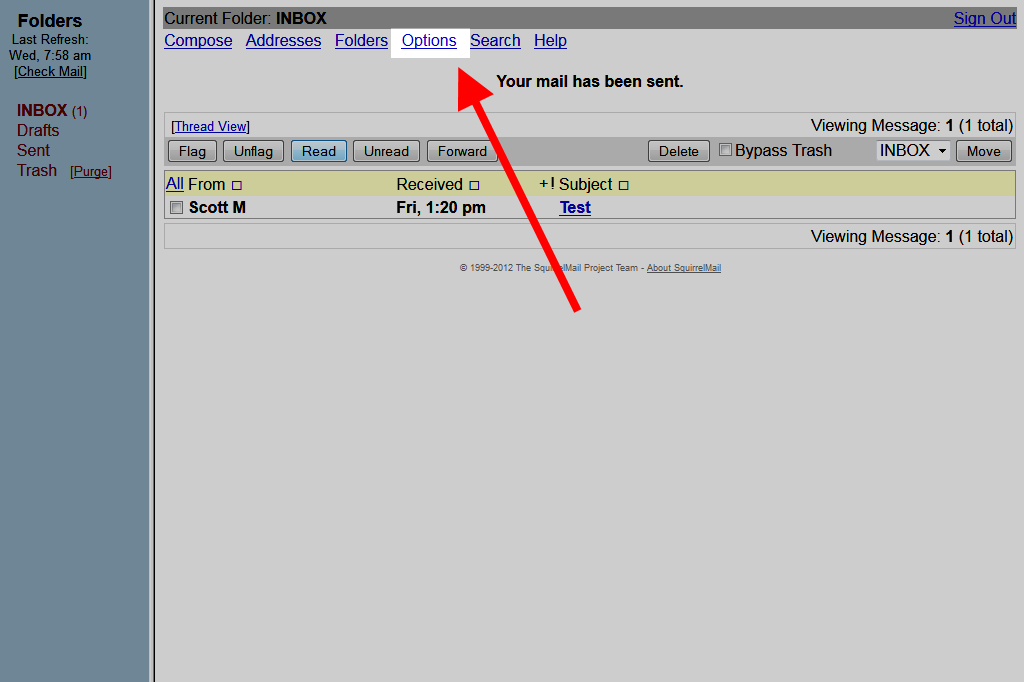 Folders
Last Refresh:
Wed, 7:58 am
[Check Mail]
INBOX (1)
Drafts
Sent
Trash [Purge]
Current Folder: INBOX Sign Out
Compose Addresses Folders Options Search Help
Your mail has been sent.
[Thread View] Viewing Message: 1 (1 total)
Flag Unflag Read Unread Forward Delete Bypass Trash INBOX Move
All From Received +! Subject
Scott M Fri, 1:20 pm Test
Viewing Message: 1 (1 total)
© 1999-2012 The SquirrelMail Project Team - About SquirrelMail